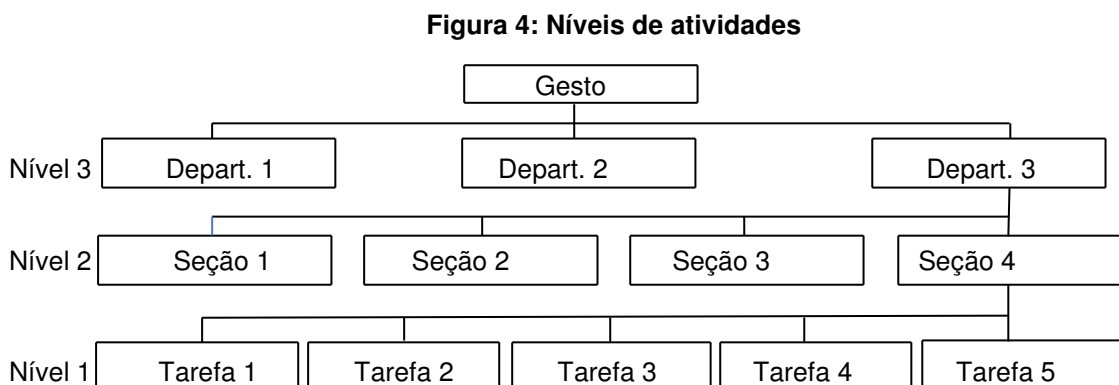 Figura 4: Níveis de atividades
Gesto
Nível 3 Depart. 1 Depart. 2 Depart. 3
Nível 2 Seção 1 Seção 2 Seção 3 Seção 4
Nível 1 Tarefa 1 Tarefa 2 Tarefa 3 Tarefa 4 Tarefa 5